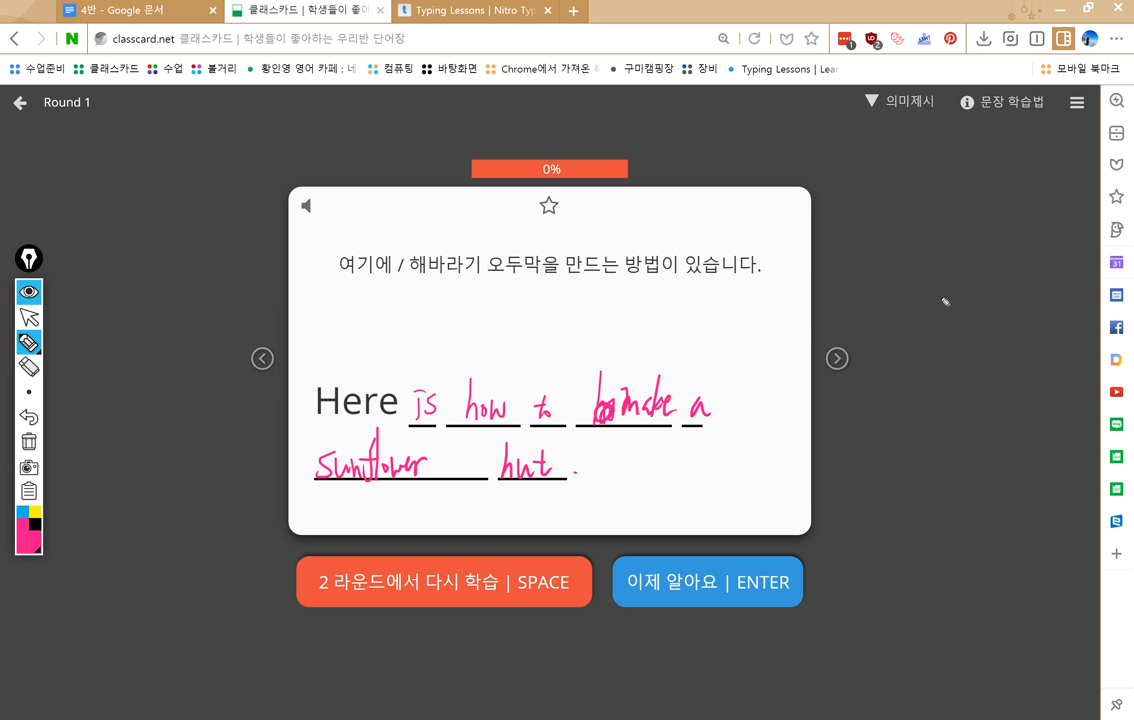 4반 - Google 문서
클래스카드 | 학생들이 좋아
Typing Lessons | Nitro Typ
N
classcard.net 클래스카드 | 학생들이 좋아하는 우리반 단어장
수업준비 클래스카드 수업 볼거리 황인영 영어 카페 : 네 컴퓨팅 바탕화면 Chrome에서 가져온 구미캠핑장 장비 Typing Lessons | Lear 모바일 북마크
Round 1
의미제시 문장 학습법
0%
여기에 / 해바라기 오두막을 만드는 방법이 있습니다.
Here is how to make a
sunflower hut.
2 라운드에서 다시 학습 | SPACE
이제 알아요 | ENTER